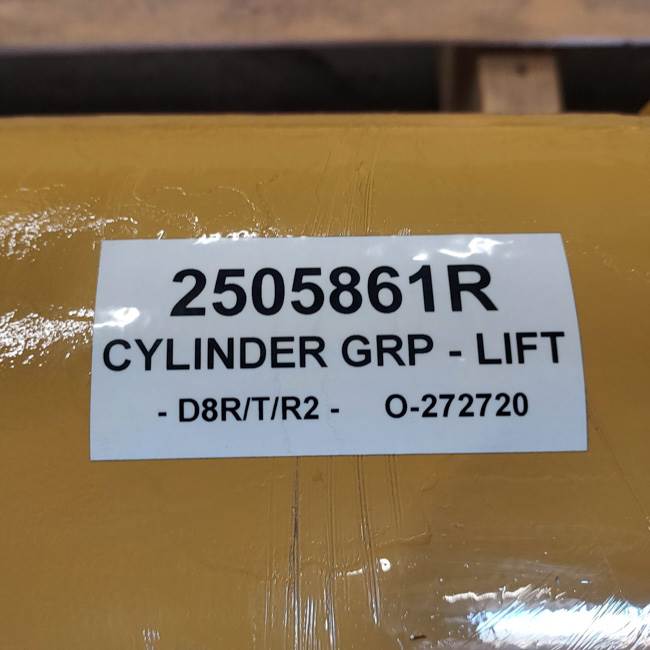 2505861R
CYLINDER GRP - LIFT
- D8R/T/R2 - O-272720